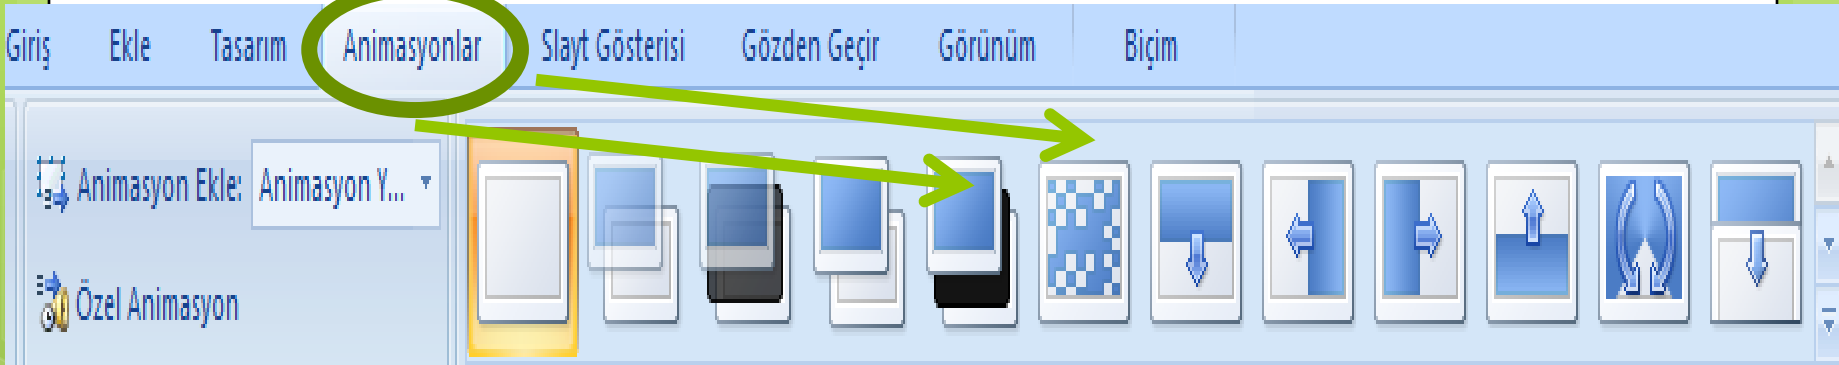 Giriş Ekle Tasarım Animasyonlar Slayt Gösterisi Gözden Geçir Görünüm Biçim
Animasyon Ekle: Animasyon Y...
Özel Animasyon